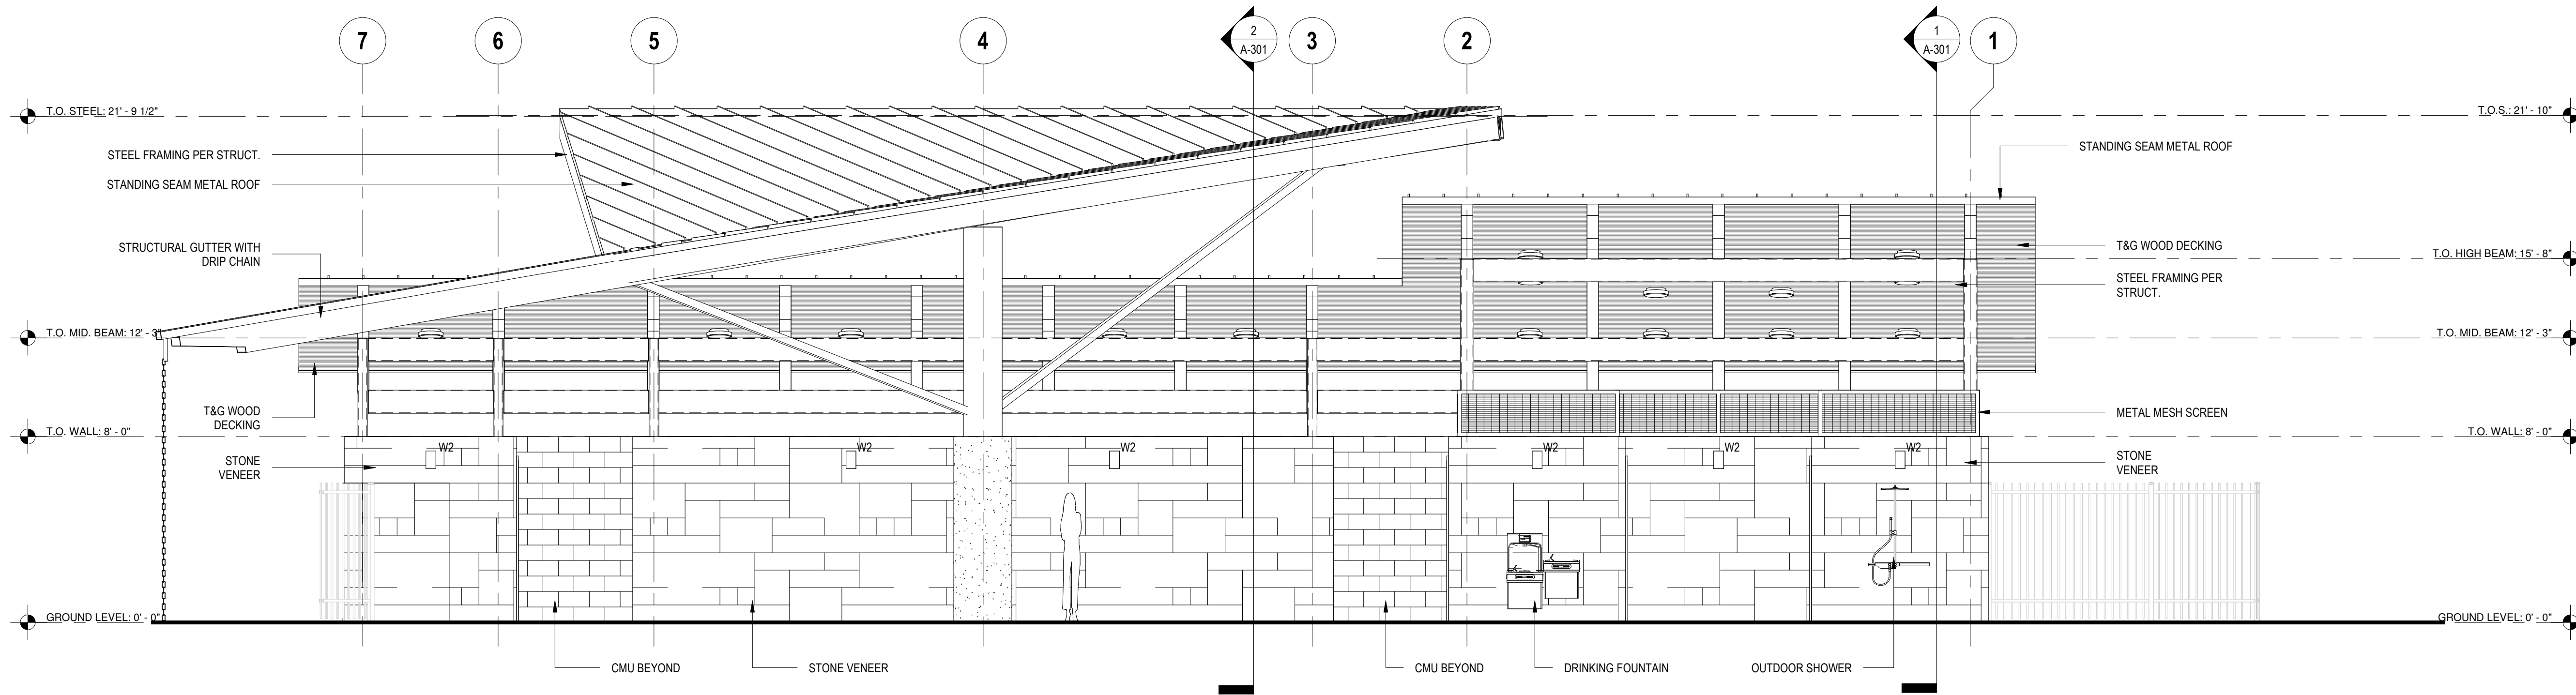 7
6
5
4
2
A-301
3
2
1
A-301
1
T.O. STEEL: 21' - 9 1/2"
T.O.S.: 21' - 10"
STEEL FRAMING PER STRUCT.
STANDING SEAM METAL ROOF
STANDING SEAM METAL ROOF
STRUCTURAL GUTTER WITH
DRIP CHAIN
T&G WOOD DECKING
T.O. HIGH BEAM: 15' - 8"
STEEL FRAMING PER
STRUCT.
T.O. MID. BEAM: 12' - 3"
T.O. MID. BEAM: 12' - 3"
T&G WOOD
DECKING
METAL MESH SCREEN
T.O. WALL: 8' - 0"
T.O. WALL: 8' - 0"
W2
W2
W2
W2
W2
W2
STONE
VENEER
STONE
VENEER
GROUND LEVEL: 0' - 0"
GROUND LEVEL: 0' - 0"
CMU BEYOND
STONE VENEER
CMU BEYOND
DRINKING FOUNTAIN
OUTDOOR SHOWER